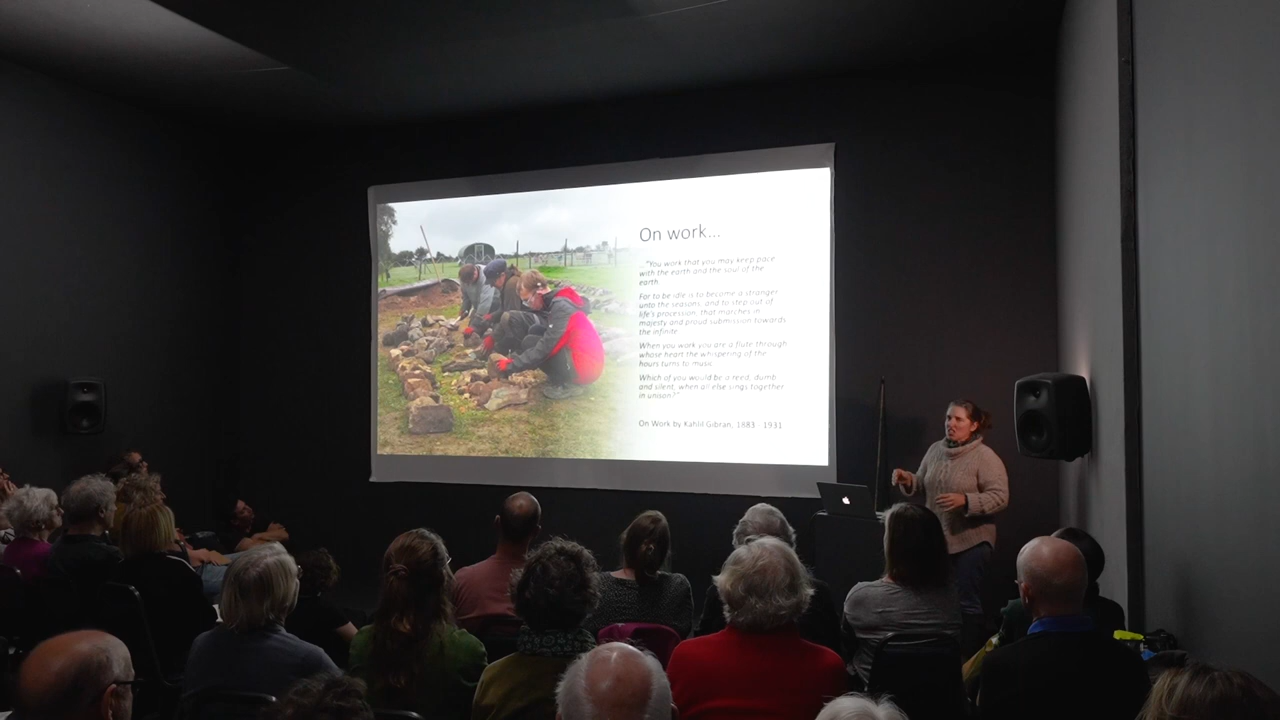 On work...
..."You work that you may keep pace
with the earth and the soul of the
earth.
For to be idle is to become a stranger
unto the seasons, and to step out of
life's procession, that marches in
majesty and proud submission towards
the infinite.
When you work you are a flute through
whose heart the whispering of the
hours turns to music.
Which of you would be a reed, dumb
and silent, when all else sings together
in unison?"
On Work by Kahlil Gibran, 1883 - 1931